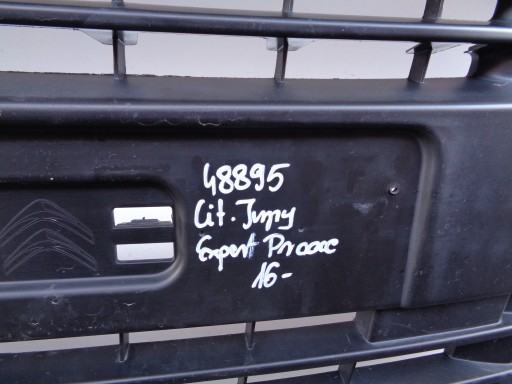 48895
Cit. Jumpy
Expert Proace
16-